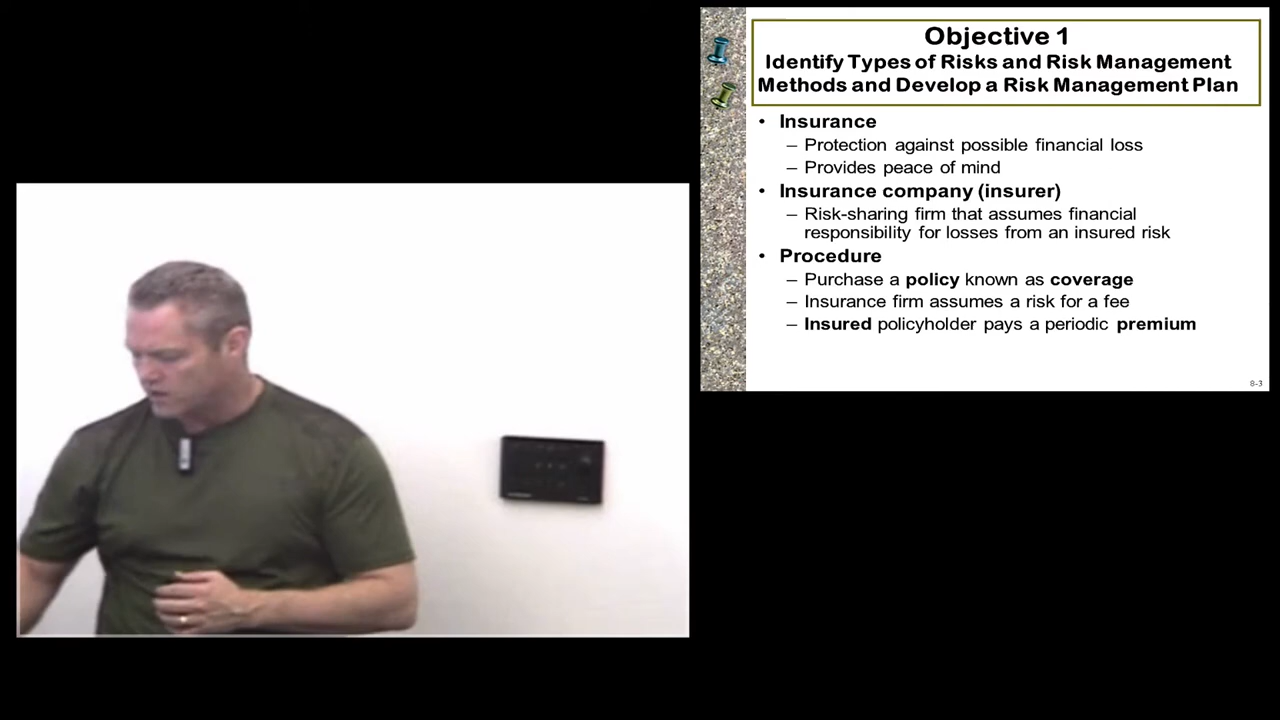 Objective 1
Identify Types of Risks and Risk Management
Methods and Develop a Risk Management Plan
• Insurance
– Protection against possible financial loss
– Provides peace of mind
• Insurance company (insurer)
– Risk-sharing firm that assumes financial
responsibility for losses from an insured risk
• Procedure
– Purchase a policy known as coverage
– Insurance firm assumes a risk for a fee
– Insured policyholder pays a periodic premium
8-3